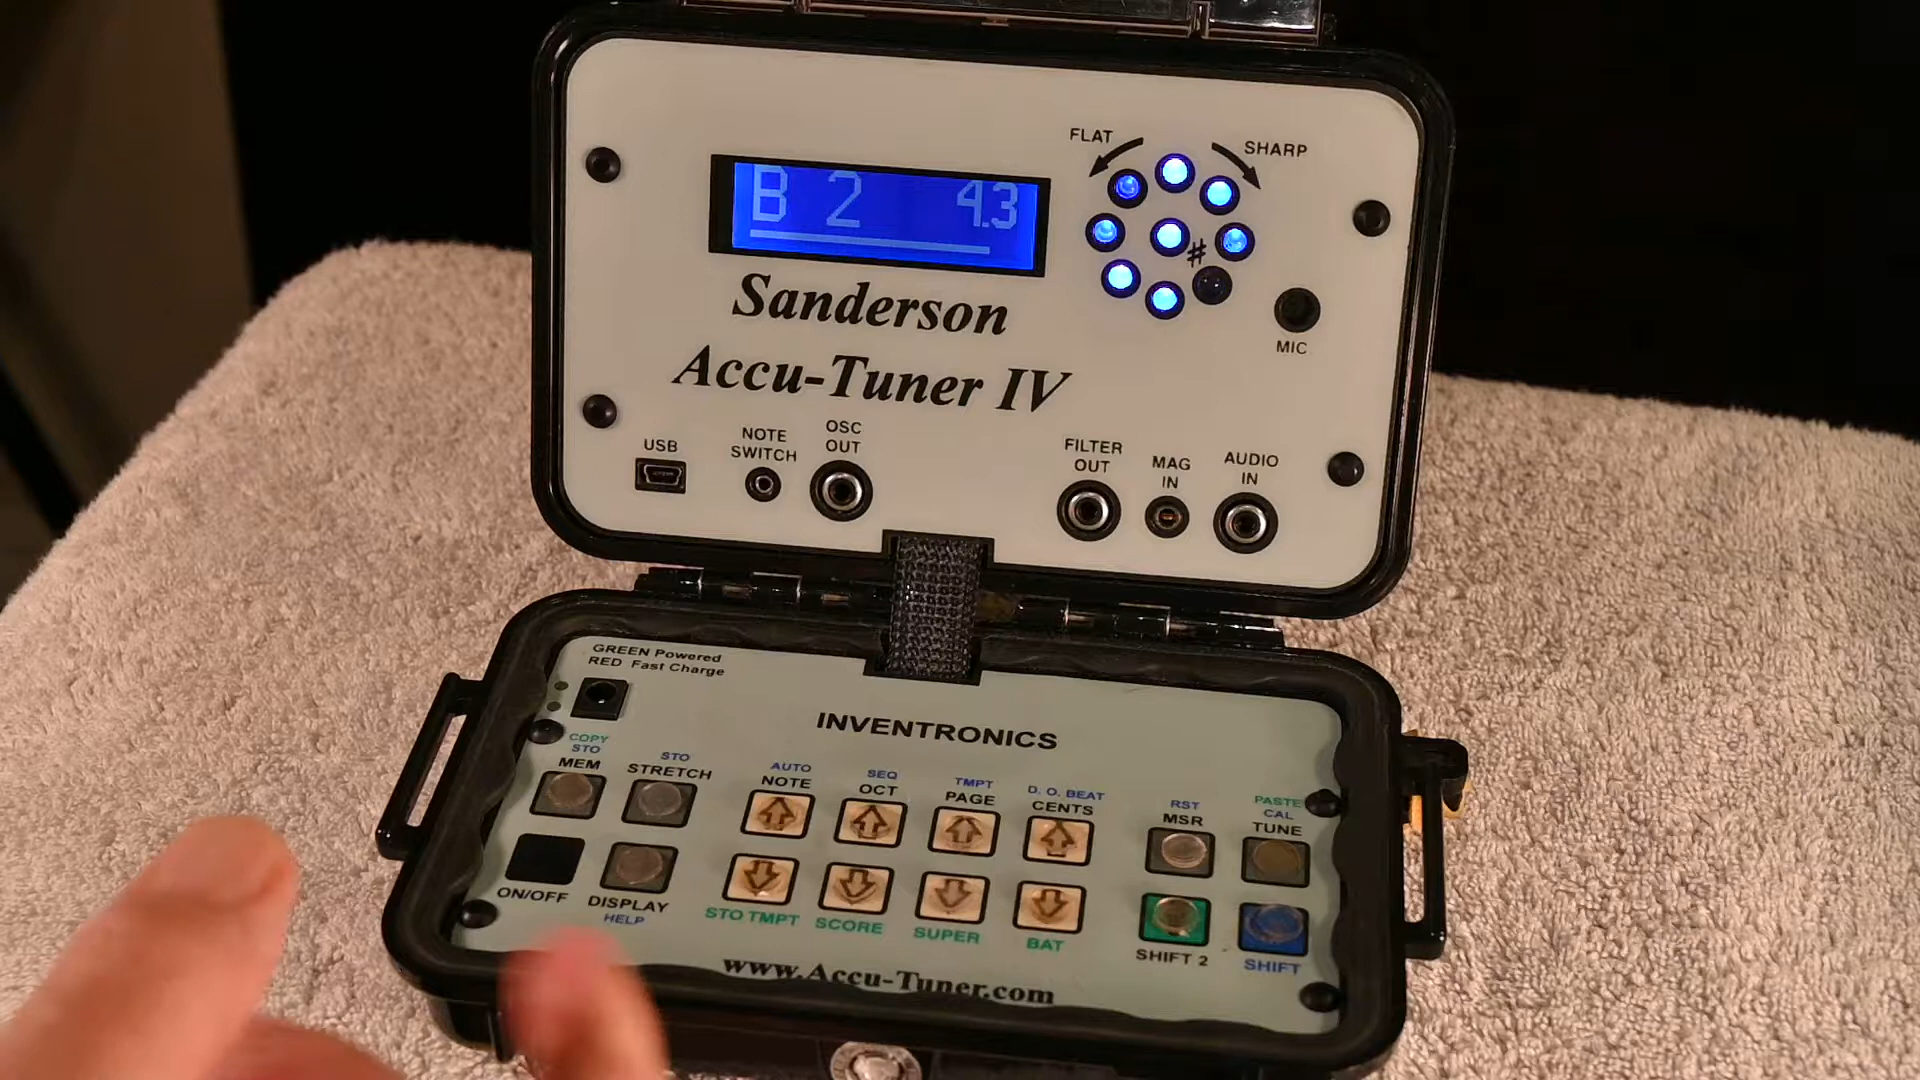 FLAT
SHARP
B 2 4.3
#
Sanderson
Accu-Tuner IV
MIC
USB
NOTE
SWITCH
OSC
OUT
FILTER
OUT
MAG
IN
AUDIO
IN
GREEN Powered
RED Fast Charge
INVENTRONICS
COPY
STO
MEM
STO
STRETCH
AUTO
NOTE
SEQ
OCT
TMPT
PAGE
D. O. BEAT
CENTS
RST
MSR
PASTE
CAL
TUNE
ON/OFF
DISPLAY
HELP
STO TMPT
SCORE
SUPER
BAT
SHIFT 2
SHIFT
www.Accu-Tuner.com